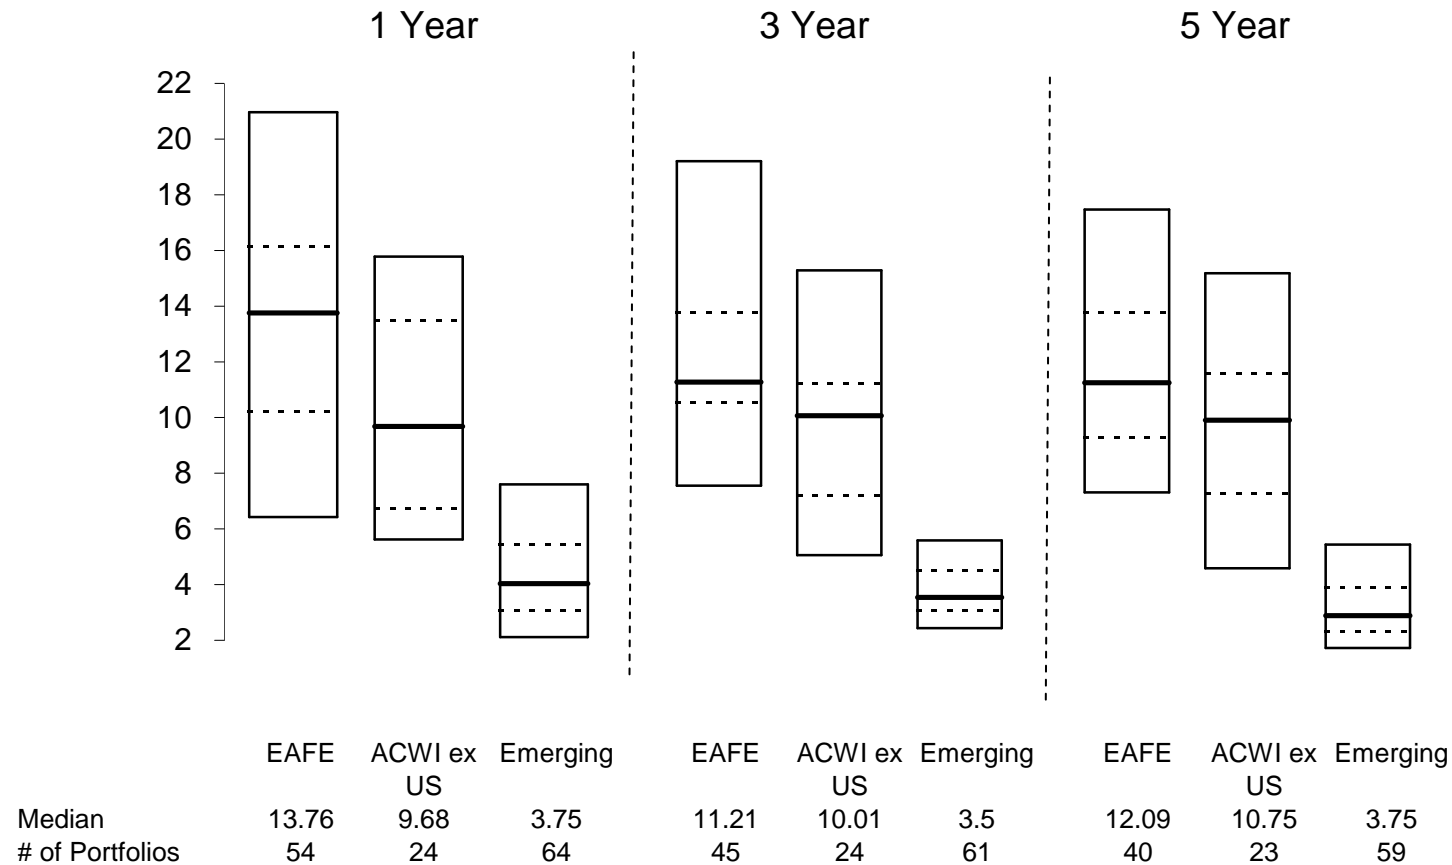 1 Year 3 Year 5 Year
22
20
18
16
14
12
10
8
6
4
2
EAFE ACWI ex Emerging EAFE ACWI ex Emerging EAFE ACWI ex Emerging
US US US
Median 13.76 9.68 3.75 11.21 10.01 3.5 12.09 10.75 3.75
# of Portfolios 54 24 64 45 24 61 40 23 59